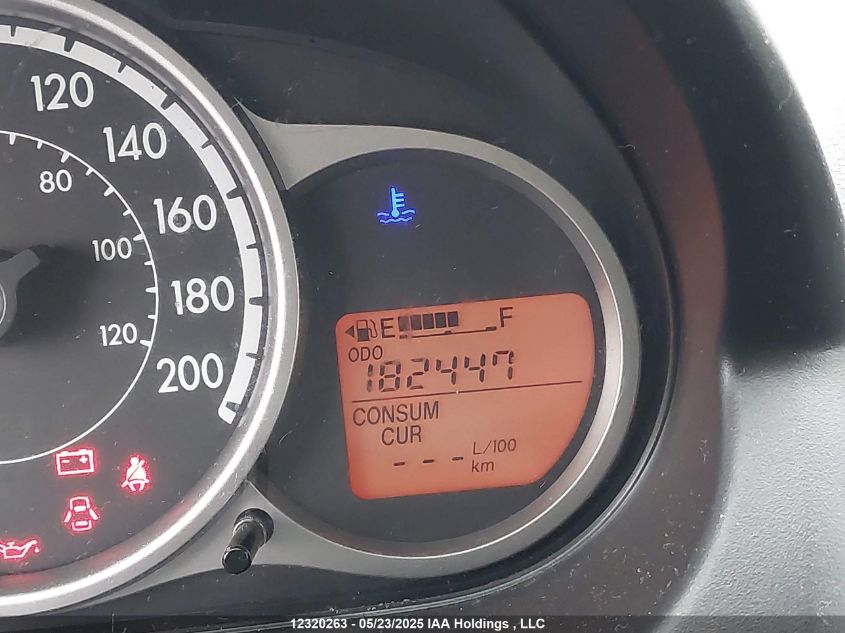 120
140
160
180
200
80
100
120
E F
ODO
182447
CONSUM
CUR
- - - L/100
km
12320263 - 05/23/2025 IAA Holdings , LLC